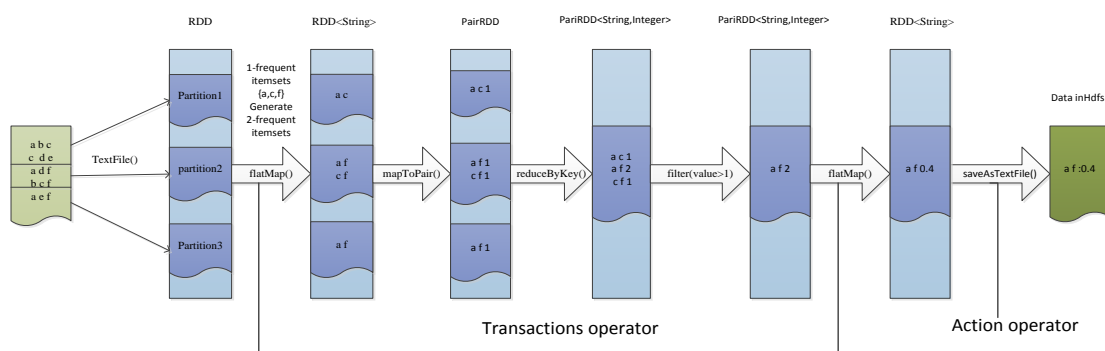 RDD
RDD<String>
PairRDD
PariRDD<String,Integer>
PariRDD<String,Integer>
RDD<String>
Data inHdfs
a b c
c d e
a d f
b c f
a e f
TextFile()
Partition1
partition2
Partition3
1-frequent
itemsets
{a,c,f}
Generate
2-frequent
itemsets
flatMap()
a c
a f
c f
a f
mapToPair()
a c 1
a f 1
c f 1
a f 1
reduceByKey()
a c 1
a f 2
c f 1
filter(value>1)
a f 2
flatMap()
a f 0.4
saveAsTextFile()
a f :0.4
Transactions operator
Action operator